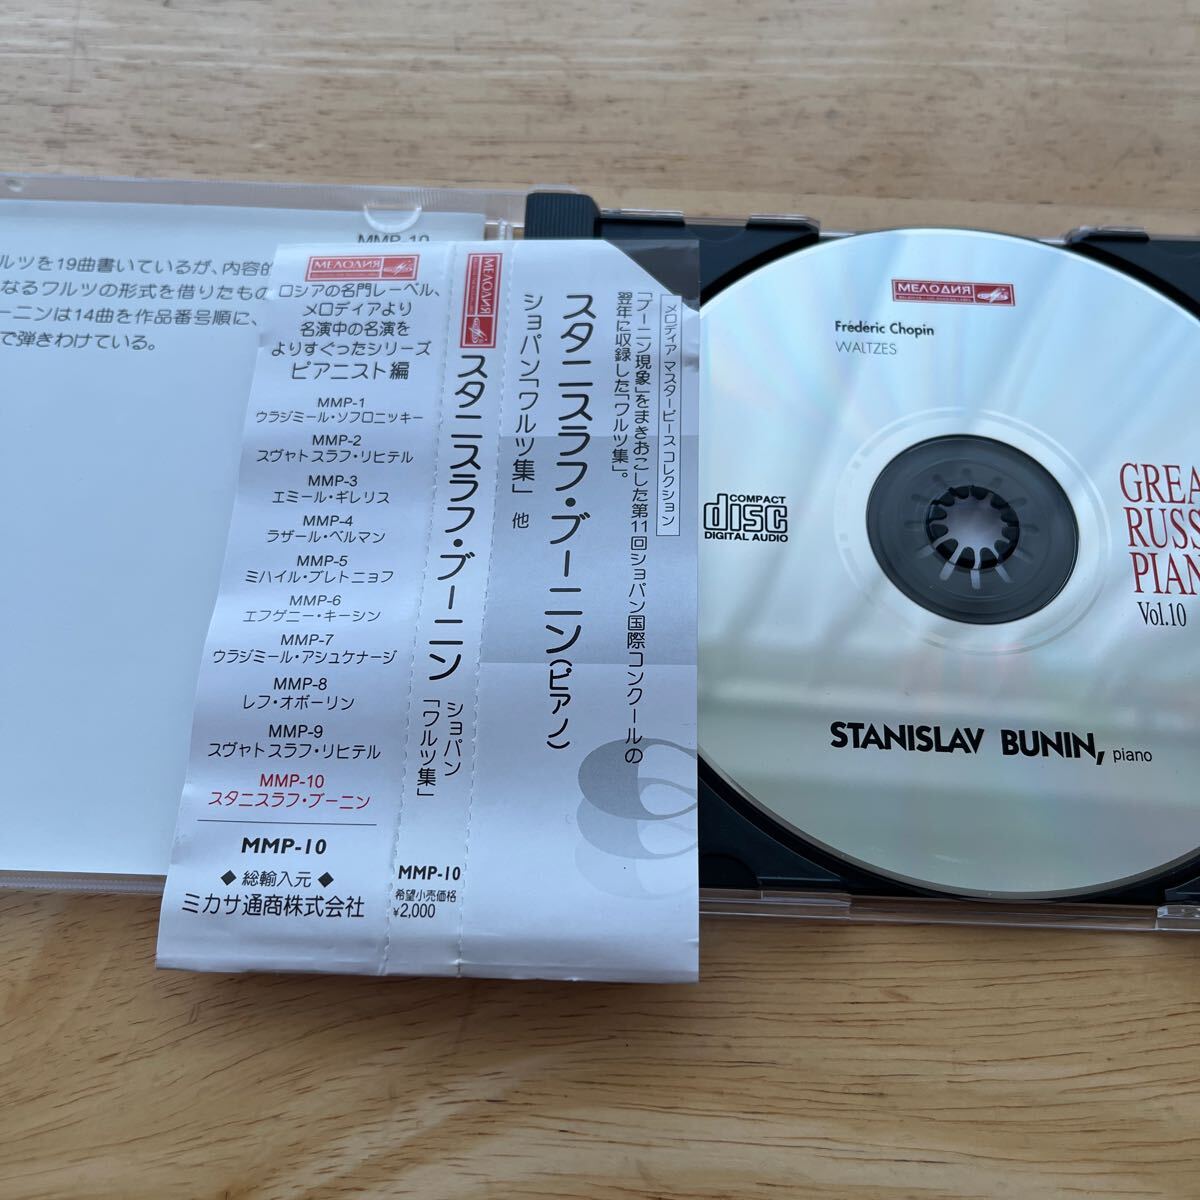 MMP-10
ルツを19曲書いているが、内容的
なるワルツの形式を借りたもの
ーニンは14曲を作品番号順に、
で弾きわけている。
МЕЛОДИЯ
ロシアの名門レーベル、
メロディアより
名演中の名演を
よりすぐったシリーズ
ピアニスト編
MMP-1
ウラジミール・ソフロニッキー
MMP-2
スヴャトスラフ・リヒテル
MMP-3
エミール・ギレリス
MMP-4
ラザール・ベルマン
MMP-5
ミハイル・プレトニョフ
MMP-6
エフゲニー・キーシン
MMP-7
ウラジミール・アシュケナージ
MMP-8
レフ・オボーリン
MMP-9
スヴャトスラフ・リヒテル
MMP-10
スタニスラフ・ブーニン
MMP-10
◆ 総輸入元 ◆
ミカサ通商株式会社
МЕЛОДИЯ
スタニスラフ・ブーニン
ショパン
「ワルツ集」
MMP-10
希望小売価格
¥2,000
メロディア マスターピース コレクション
「ブーニン現象」をまきおこした第11回ショパン国際コンクールの
翌年に収録した「ワルツ集」。
スタニスラフ・ブーニン(ピアノ)
ショパン「ワルツ集」 他
МЕЛОДИЯ
Frédéric Chopin
WALTZES
COMPACT
disc
DIGITAL AUDIO
GREA
RUSS
PIAN
Vol.10
STANISLAV BUNIN, piano